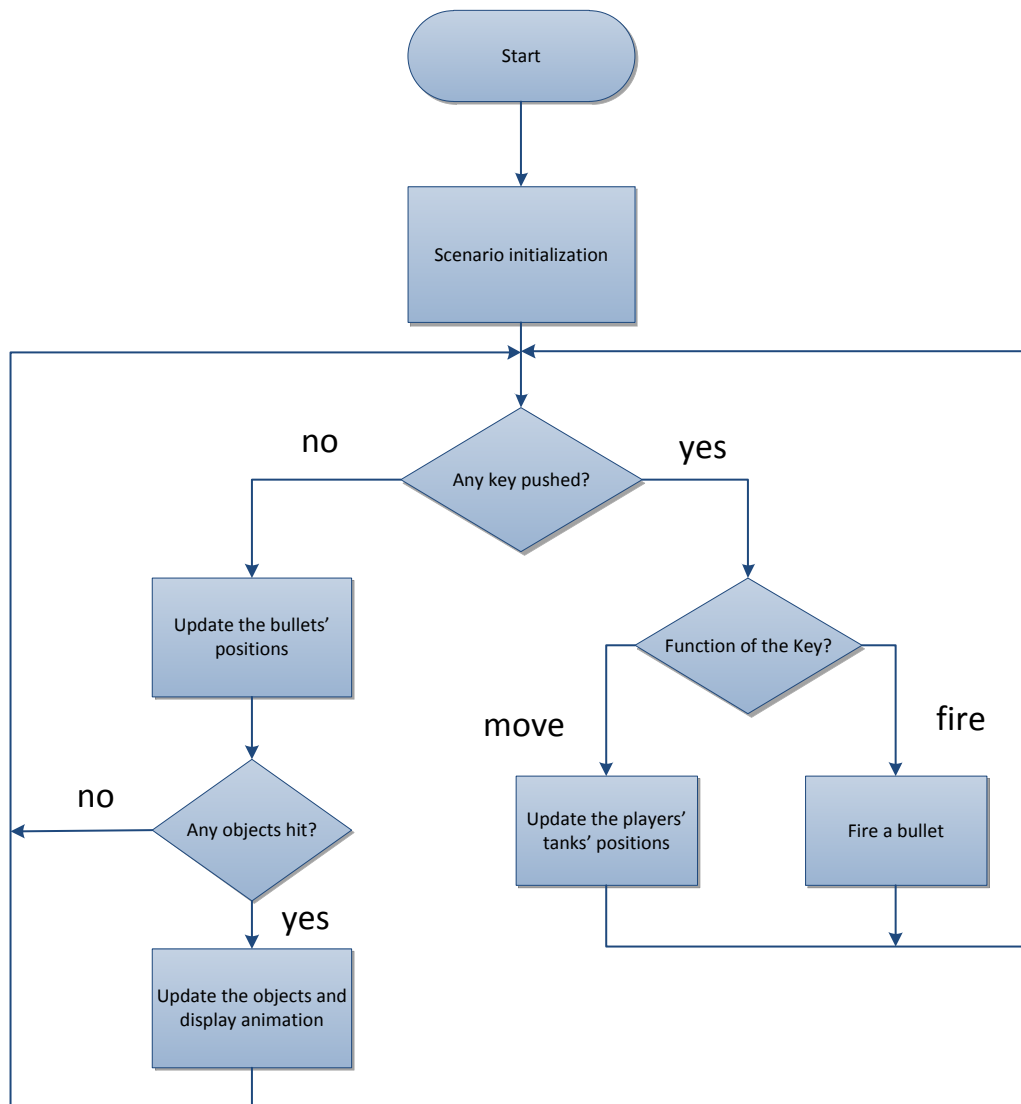 Start
Scenario initialization
no
yes
Any key pushed?
Update the bullets’
positions
Function of the Key?
move
fire
no
Any objects hit?
Update the players’
tanks’ positions
Fire a bullet
yes
Update the objects and
display animation